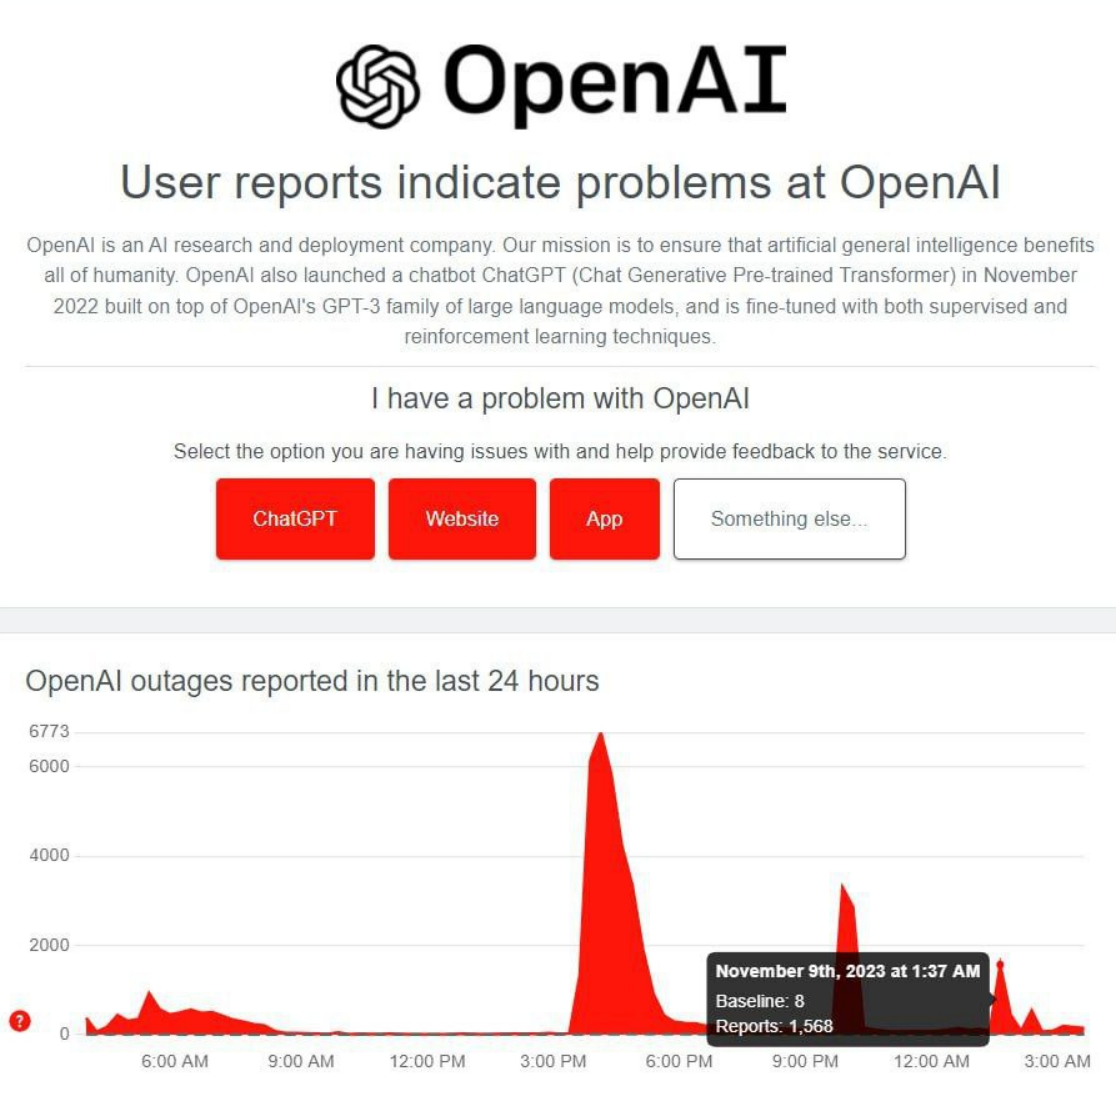 OpenAI
User reports indicate problems at OpenAI
OpenAI is an AI research and deployment company. Our mission is to ensure that artificial general intelligence benefits
all of humanity. OpenAI also launched a chatbot ChatGPT (Chat Generative Pre-trained Transformer) in November
2022 built on top of OpenAI's GPT-3 family of large language models, and is fine-tuned with both supervised and
reinforcement learning techniques.
I have a problem with OpenAI
Select the option you are having issues with and help provide feedback to the service.
ChatGPT Website App Something else...
OpenAI outages reported in the last 24 hours
6773
6000
4000
2000
November 9th, 2023 at 1:37 AM
Baseline: 8
Reports: 1,568
?
0
6:00 AM 9:00 AM 12:00 PM 3:00 PM 6:00 PM 9:00 PM 12:00 AM 3:00 AM